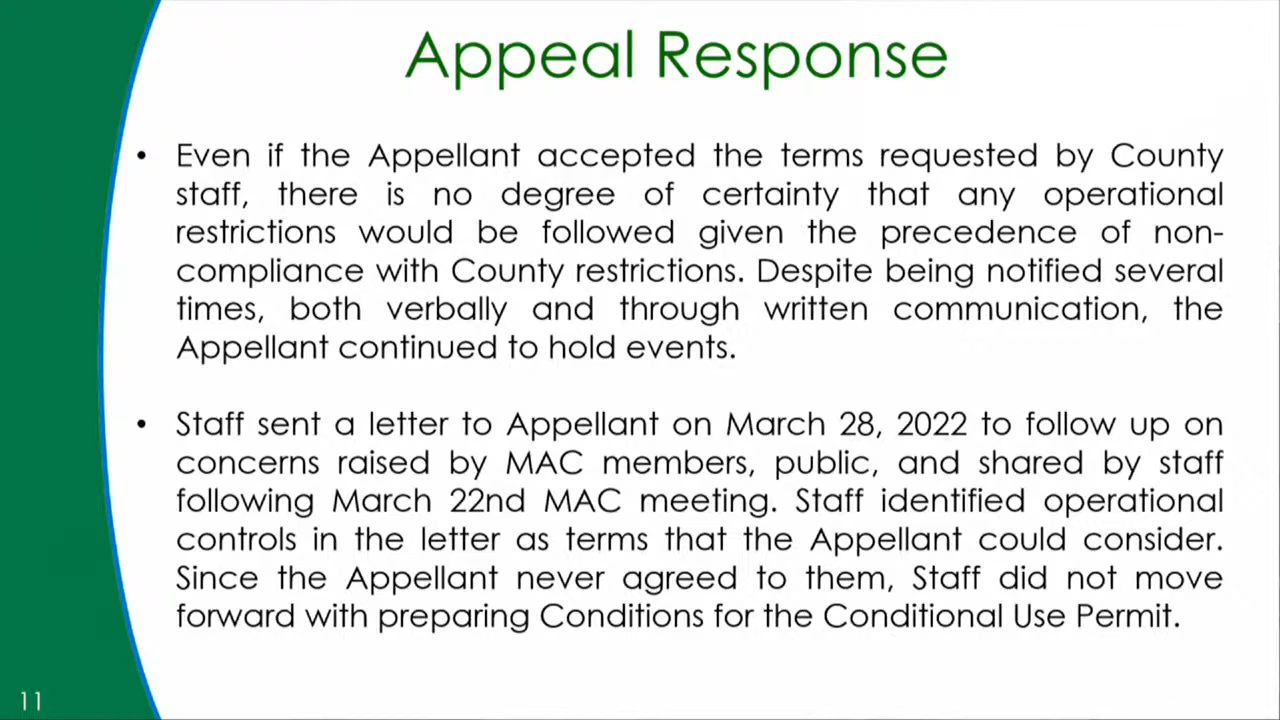 Appeal Response
• Even if the Appellant accepted the terms requested by County
staff, there is no degree of certainty that any operational
restrictions would be followed given the precedence of non-
compliance with County restrictions. Despite being notified several
times, both verbally and through written communication, the
Appellant continued to hold events.
• Staff sent a letter to Appellant on March 28, 2022 to follow up on
concerns raised by MAC members, public, and shared by staff
following March 22nd MAC meeting. Staff identified operational
controls in the letter as terms that the Appellant could consider.
Since the Appellant never agreed to them, Staff did not move
forward with preparing Conditions for the Conditional Use Permit.
11